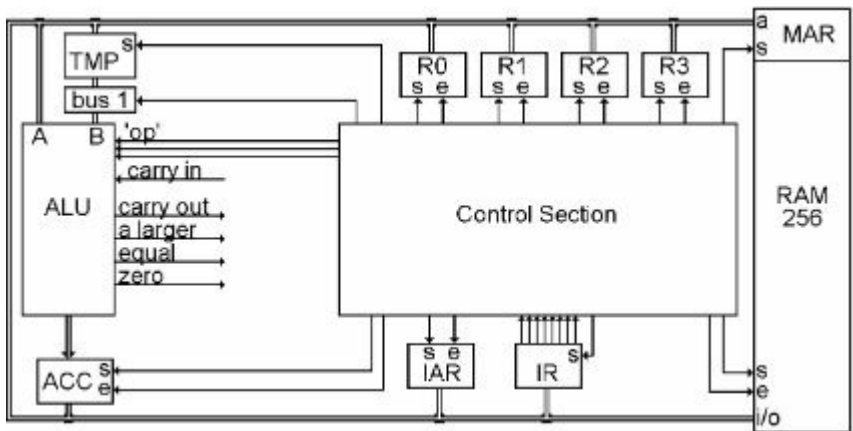 a
MAR
s
TMP
s
R0
s e
R1
s e
R2
s e
R3
s e
bus 1
A
B
'op'
carry in
ALU
carry out
a larger
equal
zero
Control Section
RAM
256
ACC
s
e
s e
IAR
s
IR
s
e
i/o